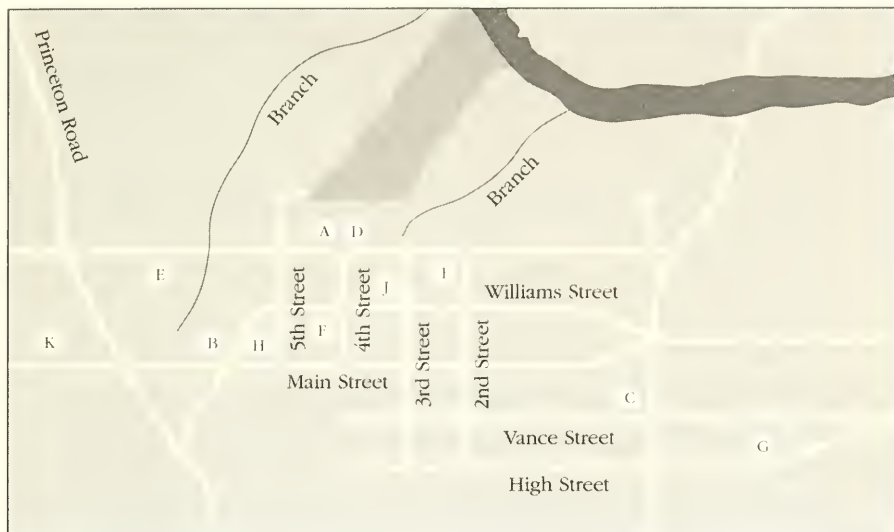 Princeton Road
Branch
Branch
A
D
E
J
I
Williams Street
5th Street
4th Street
K
B
H
F
Main Street
3rd Street
2nd Street
C
Vance Street
G
High Street